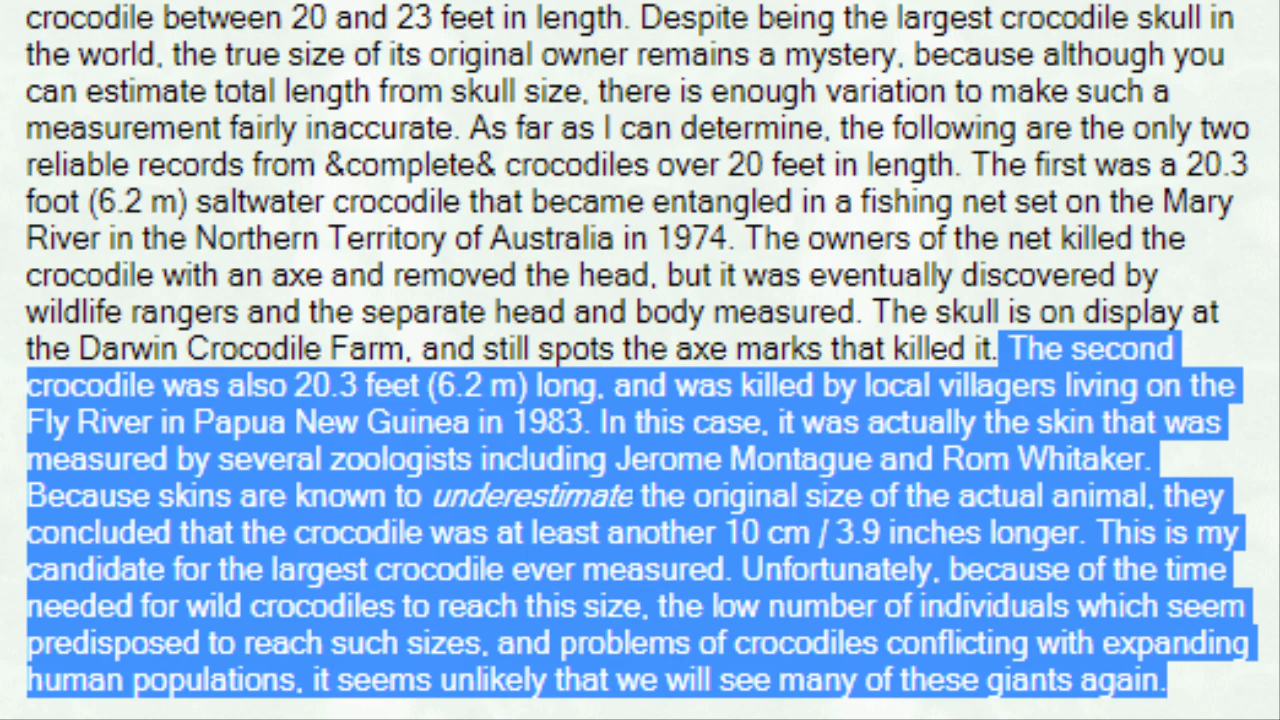 crocodile between 20 and 23 feet in length. Despite being the largest crocodile skull in
the world, the true size of its original owner remains a mystery, because although you
can estimate total length from skull size, there is enough variation to make such a
measurement fairly inaccurate. As far as I can determine, the following are the only two
reliable records from &complete& crocodiles over 20 feet in length. The first was a 20.3
foot (6.2 m) saltwater crocodile that became entangled in a fishing net set on the Mary
River in the Northern Territory of Australia in 1974. The owners of the net killed the
crocodile with an axe and removed the head, but it was eventually discovered by
wildlife rangers and the separate head and body measured. The skull is on display at
the Darwin Crocodile Farm, and still spots the axe marks that killed it. The second
crocodile was also 20.3 feet (6.2 m) long, and was killed by local villagers living on the
Fly River in Papua New Guinea in 1983. In this case, it was actually the skin that was
measured by several zoologists including Jerome Montague and Rom Whitaker.
Because skins are known to underestimate the original size of the actual animal, they
concluded that the crocodile was at least another 10 cm / 3.9 inches longer. This is my
candidate for the largest crocodile ever measured. Unfortunately, because of the time
needed for wild crocodiles to reach this size, the low number of individuals which seem
predisposed to reach such sizes, and problems of crocodiles conflicting with expanding
human populations, it seems unlikely that we will see many of these giants again.